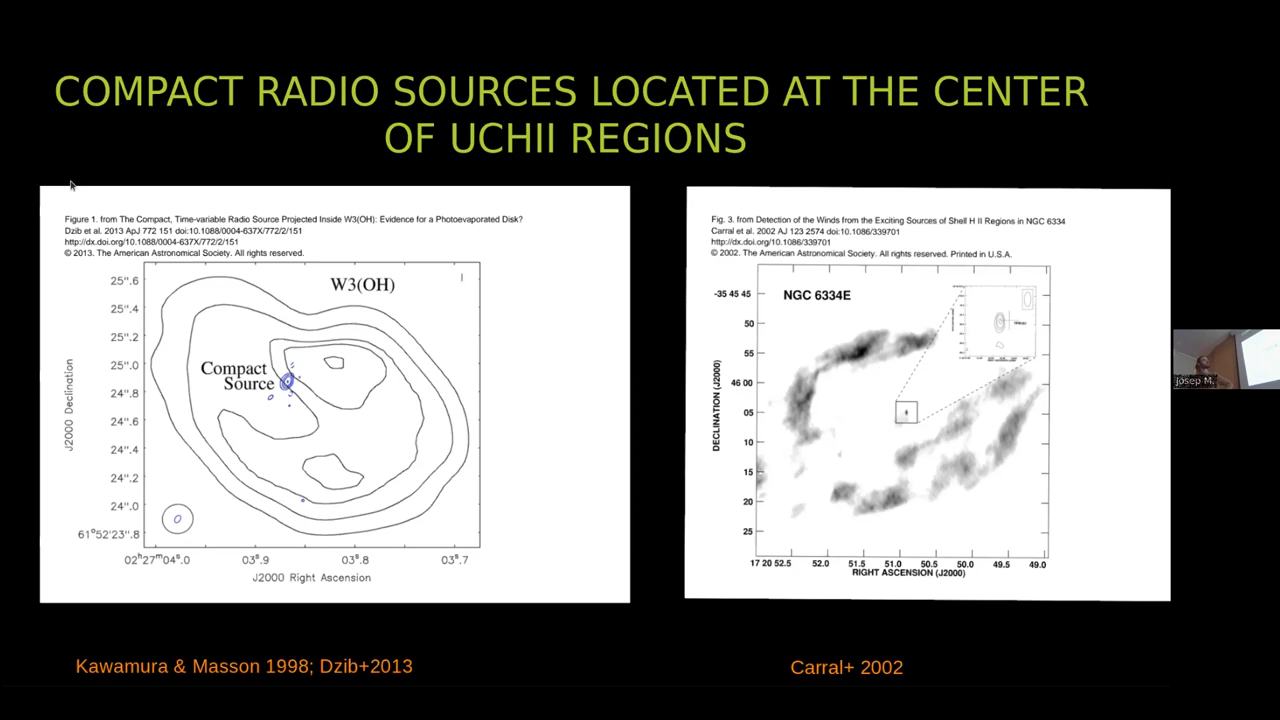 COMPACT RADIO SOURCES LOCATED AT THE CENTER
OF UCHII REGIONS
Figure 1. from The Compact, Time-variable Radio Source Projected Inside W3(OH): Evidence for a Photoevaporated Disk?
Dzib et al. 2013 ApJ 772 151 doi:10.1088/0004-637X/772/2/151
http://dx.doi.org/10.1088/0004-637X/772/2/151
© 2013. The American Astronomical Society. All rights reserved.
W3(OH)
Compact
Source
25".6
25".4
25".2
25".0
24".8
24".6
24".4
24".2
24".0
61°52'23".8
J2000 Declination
02ʰ27ᵐ04ˢ.0
03ˢ.9
03ˢ.8
03ˢ.7
J2000 Right Ascension
Fig. 3. from Detection of the Winds from the Exciting Sources of Shell H II Regions in NGC 6334
Carral et al. 2002 AJ 123 2574 doi:10.1086/339701
http://dx.doi.org/10.1086/339701
© 2002. The American Astronomical Society. All rights reserved. Printed in U.S.A.
NGC 6334E
-35 45 45
50
55
46 00
05
10
15
20
25
DECLINATION (J2000)
17 20 52.5
52.0
51.5
51.0
50.5
50.0
49.5
49.0
RIGHT ASCENSION (J2000)
Josep M.
Kawamura & Masson 1998; Dzib+2013
Carral+ 2002